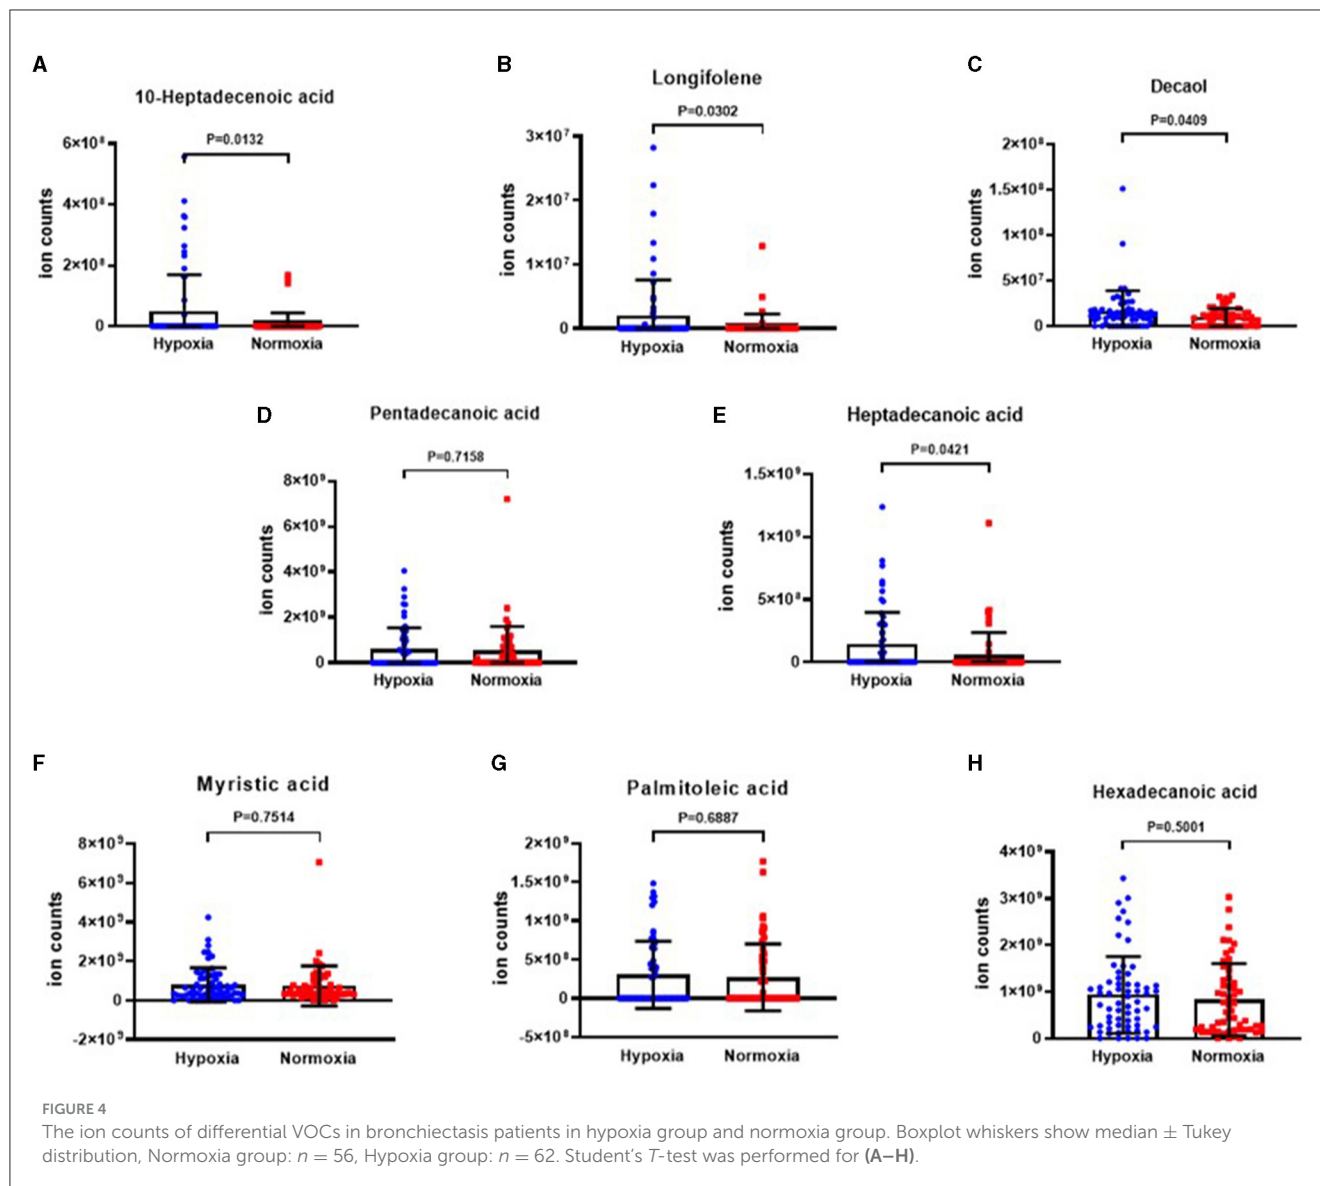 A
10-Heptadecenoic acid
P=0.0132
6×10⁸
4×10⁸
2×10⁸
0
ion counts
Hypoxia Normoxia
B
Longifolene
P=0.0302
3×10⁷
2×10⁷
1×10⁷
0
ion counts
Hypoxia Normoxia
C
Decaol
P=0.0409
2×10⁸
1.5×10⁸
1×10⁸
5×10⁷
0
ion counts
Hypoxia Normoxia
D
Pentadecanoic acid
P=0.7158
8×10⁹
6×10⁹
4×10⁹
2×10⁹
0
ion counts
Hypoxia Normoxia
E
Heptadecanoic acid
P=0.0421
1.5×10⁹
1×10⁹
5×10⁸
0
ion counts
Hypoxia Normoxia
F
Myristic acid
P=0.7514
8×10⁹
6×10⁹
4×10⁹
2×10⁹
0
-2×10⁹
ion counts
Hypoxia Normoxia
G
Palmitoleic acid
P=0.6887
2×10⁹
1.5×10⁹
1×10⁹
5×10⁸
0
-5×10⁸
ion counts
Hypoxia Normoxia
H
Hexadecanoic acid
P=0.5001
4×10⁹
3×10⁹
2×10⁹
1×10⁹
0
ion counts
Hypoxia Normoxia
FIGURE 4
The ion counts of differential VOCs in bronchiectasis patients in hypoxia group and normoxia group. Boxplot whiskers show median ± Tukey
distribution, Normoxia group: n = 56, Hypoxia group: n = 62. Student's T-test was performed for (A–H).